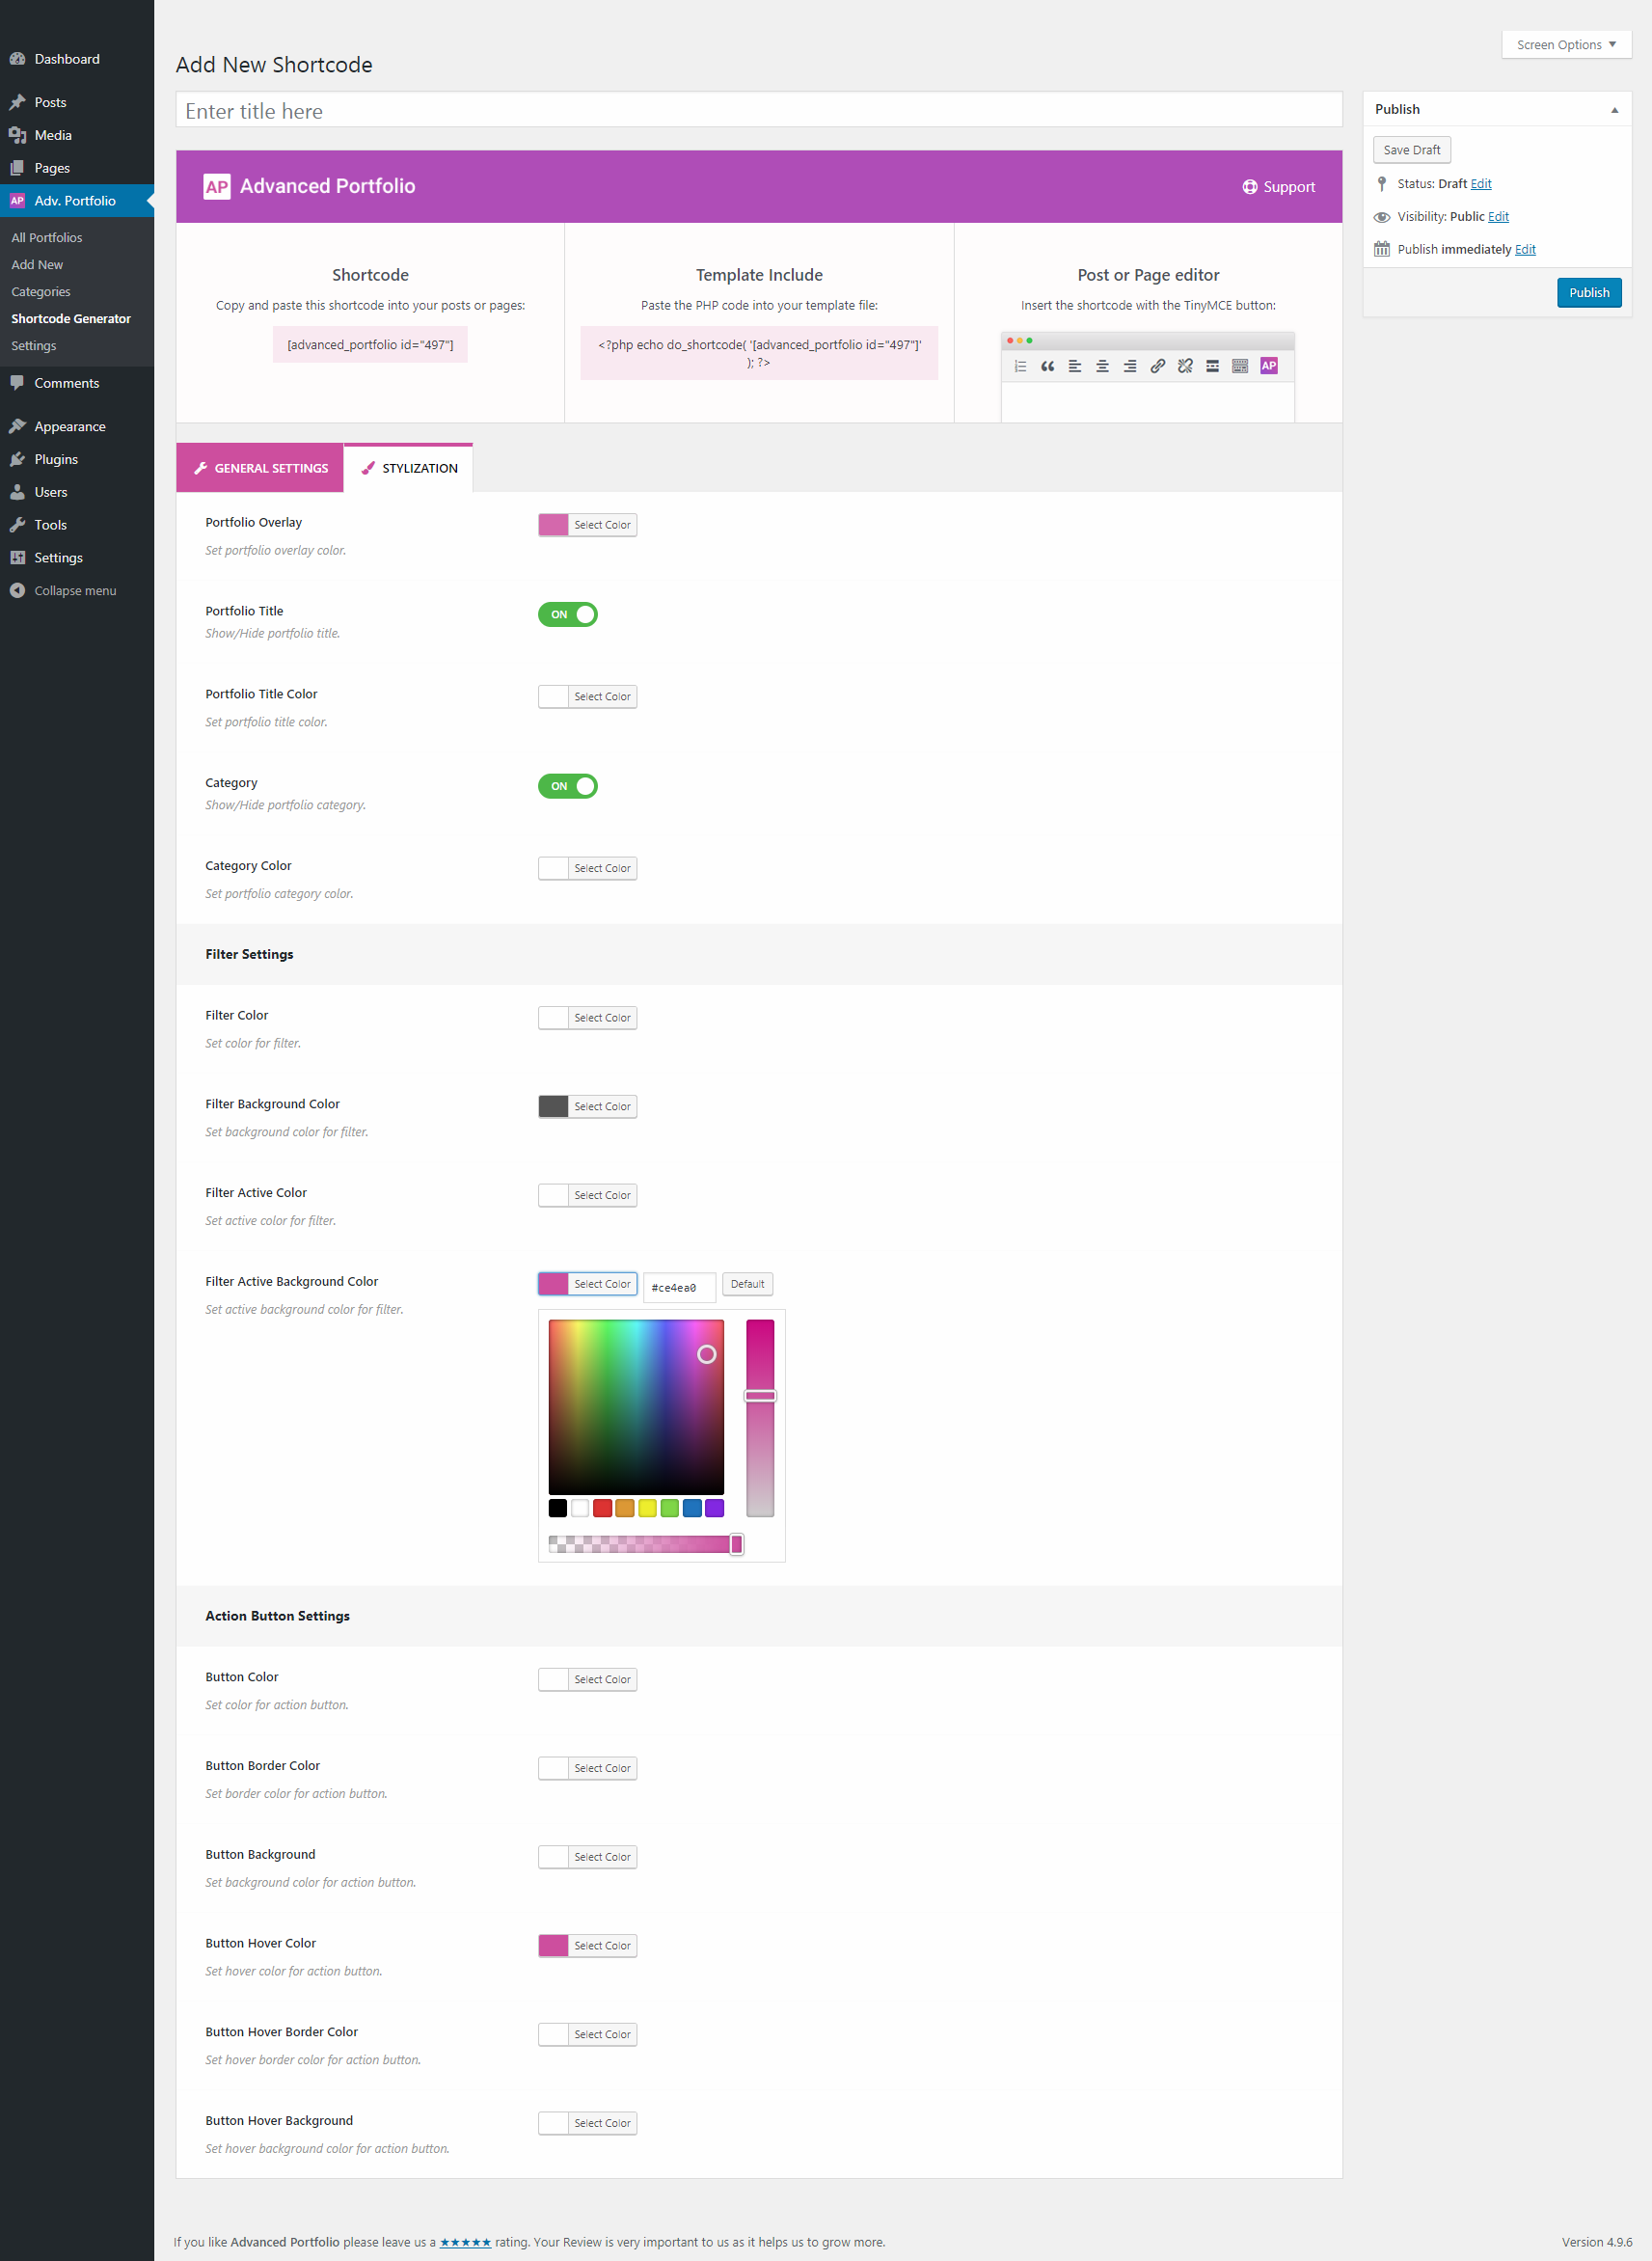 Dashboard
Posts
Media
Pages
AP Adv. Portfolio
All Portfolios
Add New
Categories
Shortcode Generator
Settings
Comments
Appearance
Plugins
Users
Tools
Settings
Collapse menu
Screen Options
Add New Shortcode
Enter title here
AP Advanced Portfolio
Support
Shortcode
Copy and paste this shortcode into your posts or pages:
[advanced_portfolio id="497"]
Template Include
Paste the PHP code into your template file:
<?php echo do_shortcode( '[advanced_portfolio id="497"]'
); ?>
Post or Page editor
Insert the shortcode with the TinyMCE button:
AP
GENERAL SETTINGS
STYLIZATION
Portfolio Overlay
Select Color
Set portfolio overlay color.
Portfolio Title
ON
Show/Hide portfolio title.
Portfolio Title Color
Select Color
Set portfolio title color.
Category
ON
Show/Hide portfolio category.
Category Color
Select Color
Set portfolio category color.
Filter Settings
Filter Color
Select Color
Set color for filter.
Filter Background Color
Select Color
Set background color for filter.
Filter Active Color
Select Color
Set active color for filter.
Filter Active Background Color
Select Color
#ce4ea0
Default
Set active background color for filter.
Action Button Settings
Button Color
Select Color
Set color for action button.
Button Border Color
Select Color
Set border color for action button.
Button Background
Select Color
Set background color for action button.
Button Hover Color
Select Color
Set hover color for action button.
Button Hover Border Color
Select Color
Set hover border color for action button.
Button Hover Background
Select Color
Set hover background color for action button.
Publish
Save Draft
Status: Draft Edit
Visibility: Public Edit
Publish immediately Edit
Publish
If you like Advanced Portfolio please leave us a ★★★★★ rating. Your Review is very important to us as it helps us to grow more.
Version 4.9.6